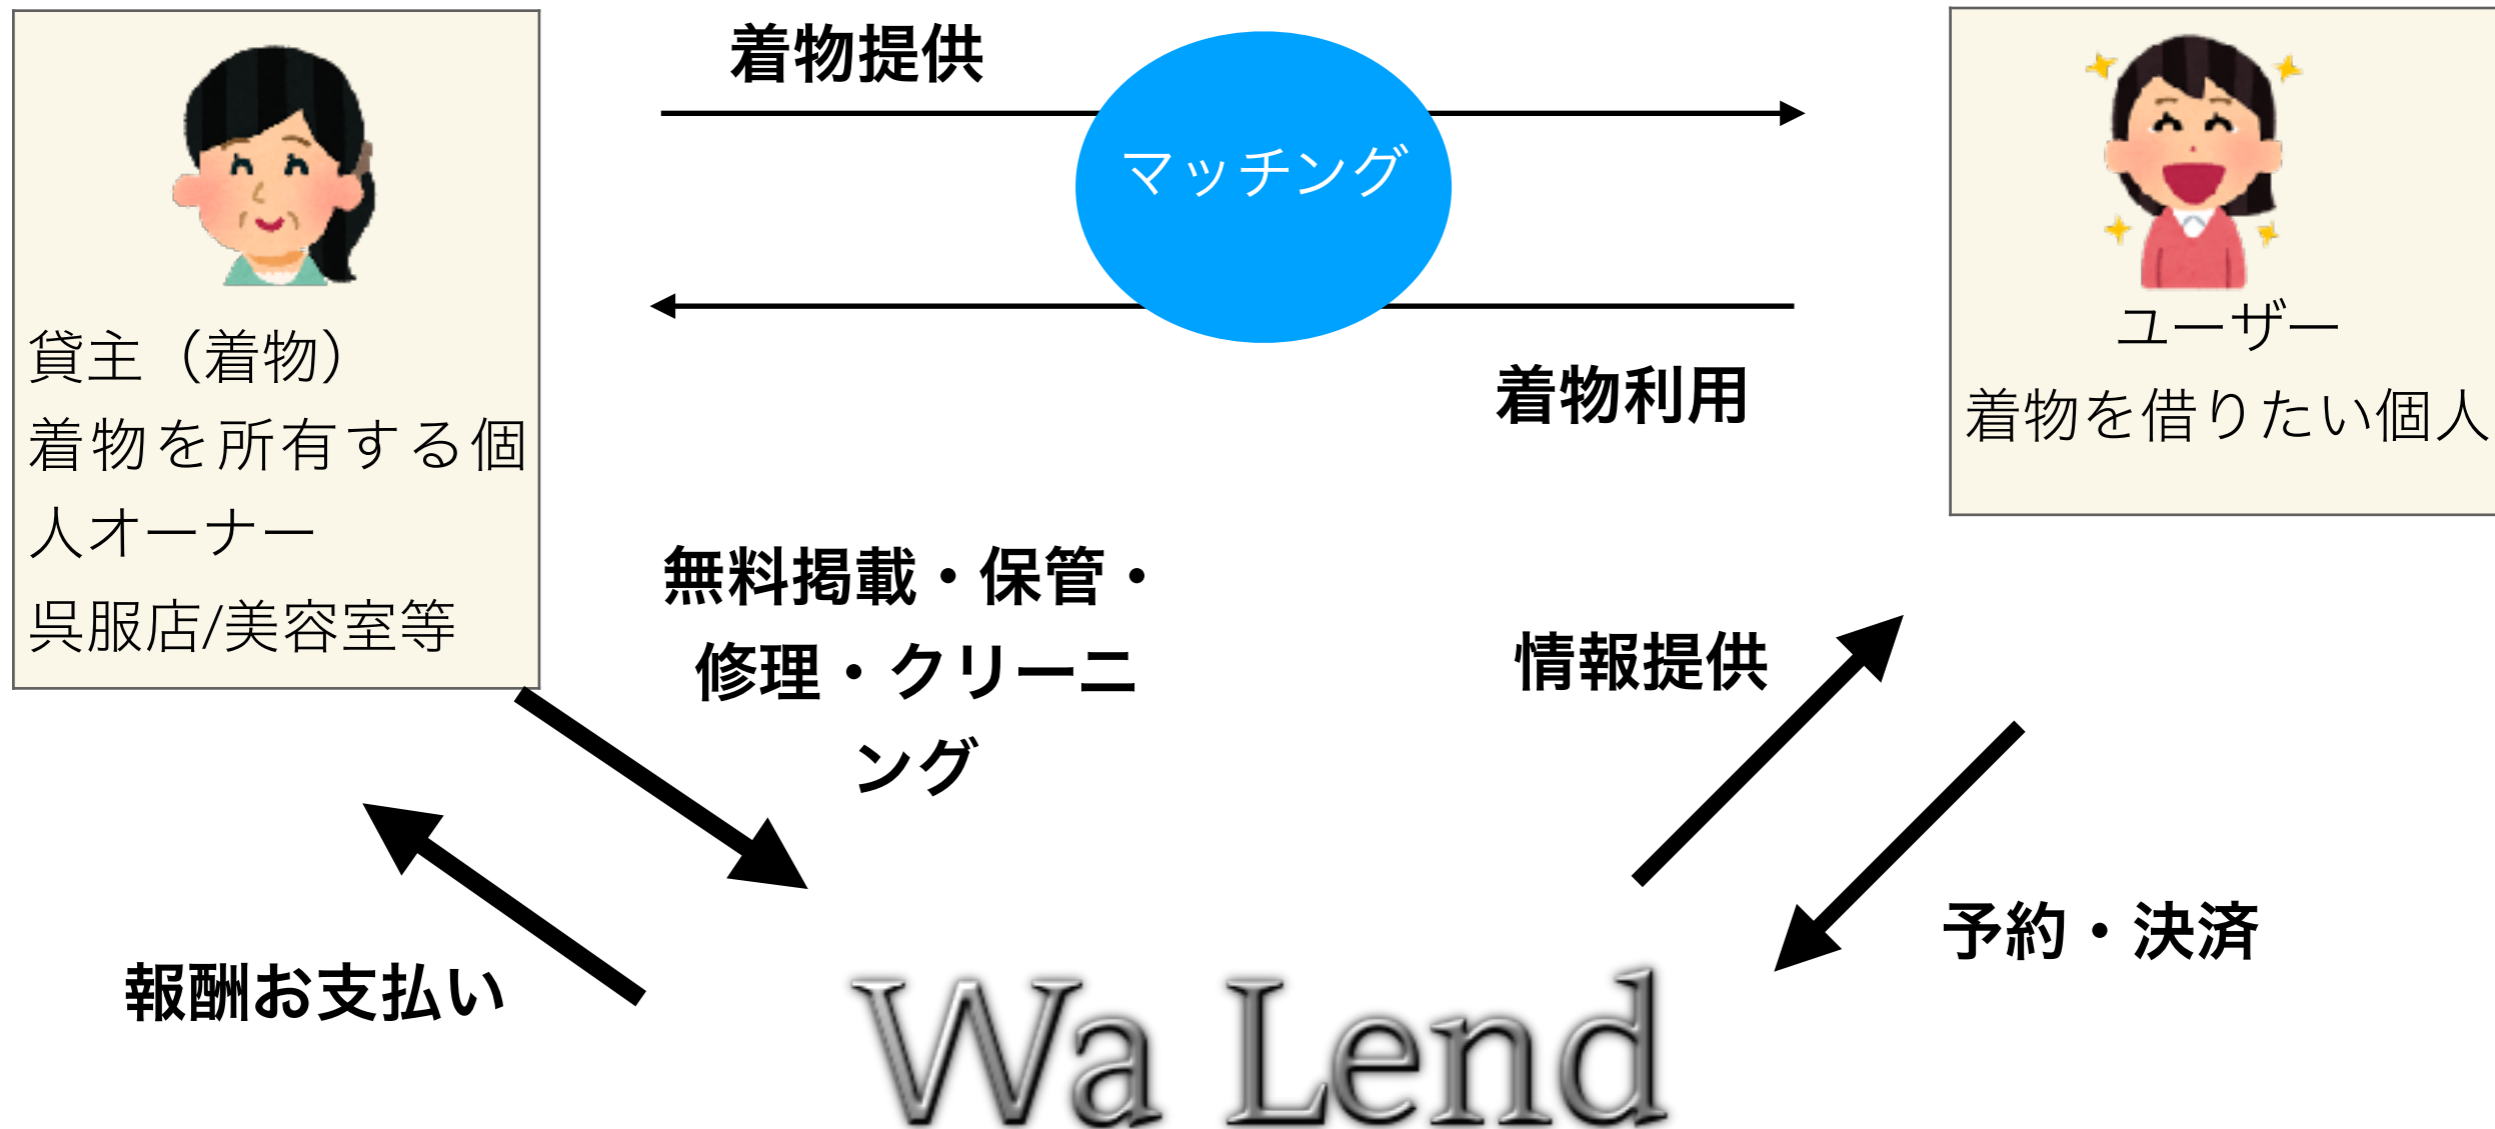 着物提供
マッチング
着物利用
貸主（着物）
着物を所有する個
人オーナー
呉服店/美容室等
ユーザー
着物を借りたい個人
無料掲載・保管・
修理・クリーニ
ング
情報提供
予約・決済
報酬お支払い
Wa Lend